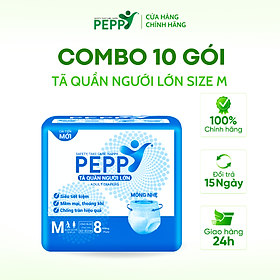 PEPP
CỬA HÀNG
CHÍNH HÃNG
COMBO 10 GÓI
TÃ QUẦN NGƯỜI LỚN SIZE M
MỚI
PEPP
TÃ QUẦN NGƯỜI LỚN
ADULT DIAPERS
MỎNG NHẸ
Siêu tiết kiệm
Mềm mại, thoáng khí
Chống tràn hiệu quả
M
8
100%
Chính hãng
Đổi trả
15 Ngày
Giao hàng
24h